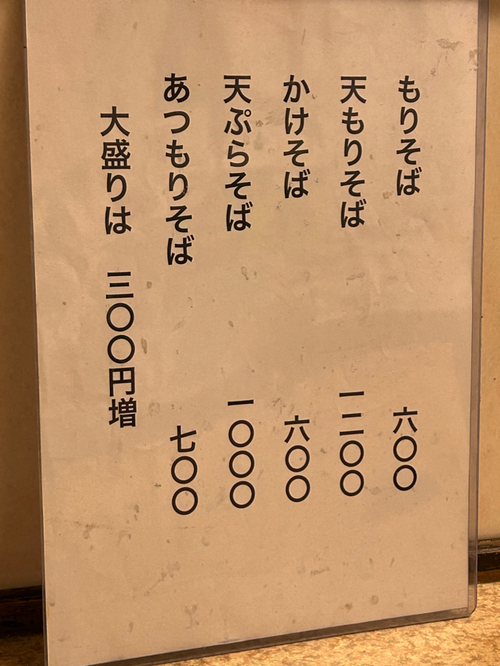 もりそば 六〇〇
天もりそば 一二〇〇
かけそば 六〇〇
天ぷらそば 一〇〇〇
あつもりそば 七〇〇
大盛りは 三〇〇円増